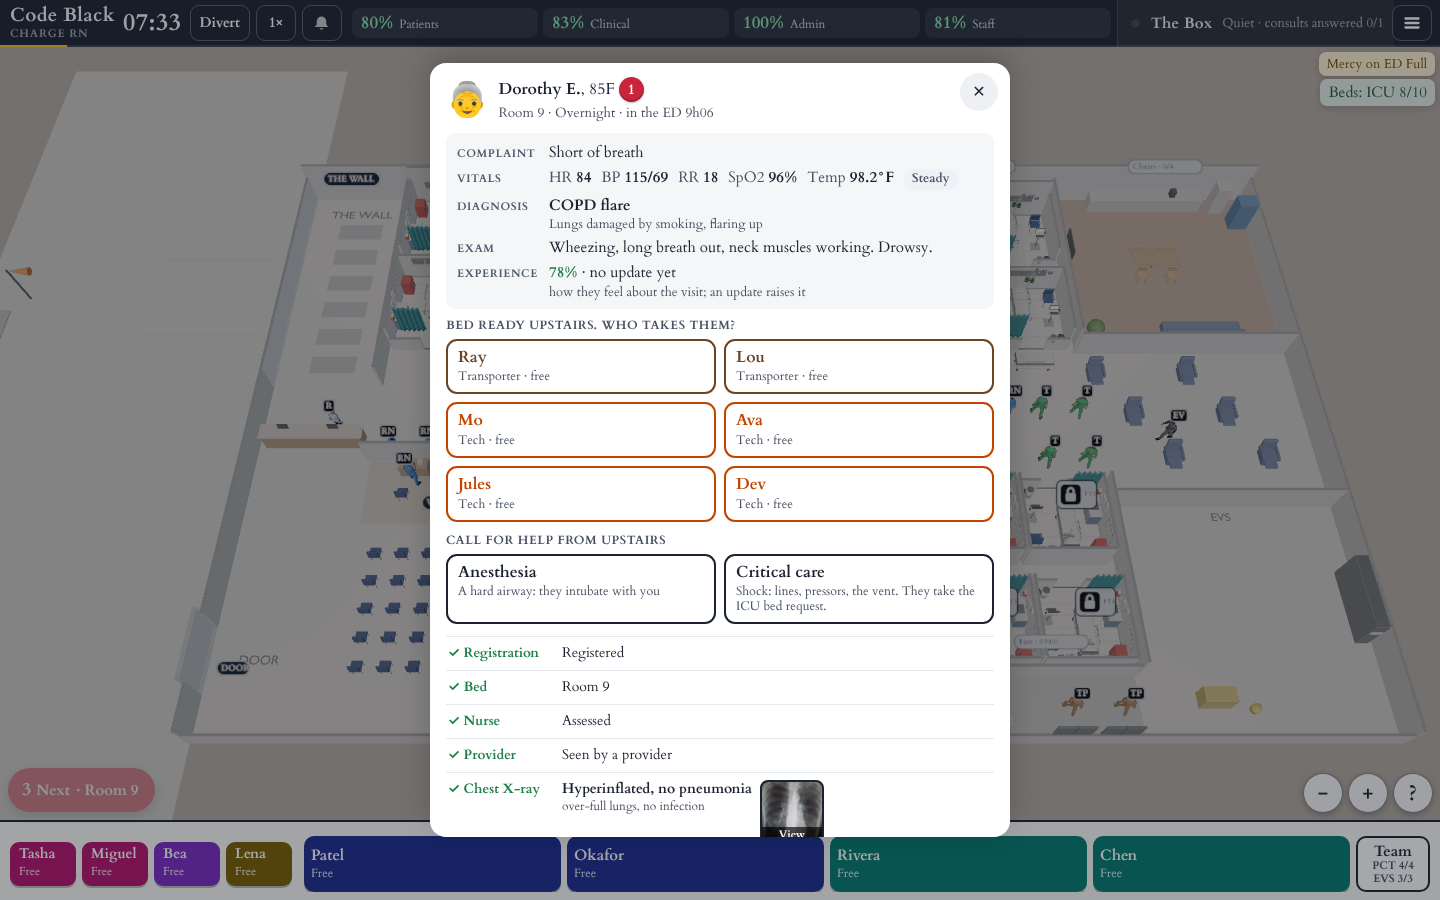 Code Black
CHARGE RN
07:33
Divert
1×
80% Patients
83% Clinical
100% Admin
81% Staff
The Box
Quiet · consults answered 0/1
Mercy on ED Full
Beds: ICU 8/10
Dorothy E., 85F 1
Room 9 · Overnight · in the ED 9h06
COMPLAINT Short of breath
VITALS HR 84 BP 115/69 RR 18 SpO2 96% Temp 98.2°F Steady
DIAGNOSIS COPD flare
Lungs damaged by smoking, flaring up
EXAM Wheezing, long breath out, neck muscles working. Drowsy.
EXPERIENCE 78% · no update yet
how they feel about the visit; an update raises it
BED READY UPSTAIRS. WHO TAKES THEM?
Ray
Transporter · free
Lou
Transporter · free
Mo
Tech · free
Ava
Tech · free
Jules
Tech · free
Dev
Tech · free
CALL FOR HELP FROM UPSTAIRS
Anesthesia
A hard airway: they intubate with you
Critical care
Shock: lines, pressors, the vent. They take the
ICU bed request.
✓ Registration Registered
✓ Bed Room 9
✓ Nurse Assessed
✓ Provider Seen by a provider
✓ Chest X-ray Hyperinflated, no pneumonia
over-full lungs, no infection
View
THE WALL
THE WALL
R
RN
RN
DOOR
DOOR
Chairs · 0/4
T
T
T
T
EV
EVS
TP
TP
3 Next · Room 9
−
+
?
Tasha
Free
Miguel
Free
Bea
Free
Lena
Free
Patel
Free
Okafor
Free
Rivera
Free
Chen
Free
Team
PCT 4/4
EVS 3/3